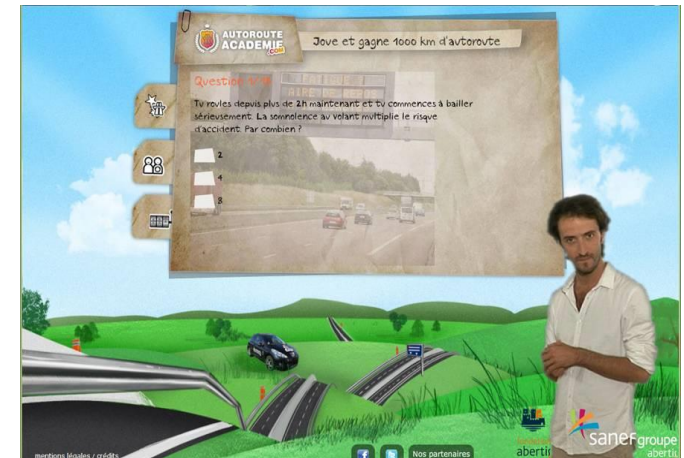 AUTOROUTE
ACADEMIE
.COM
Joue et gagne 1000 km d'autoroute
Question n°
Tu roules depuis plus de 2h maintenant et tu commences à bailler
sérieusement. La somnolence au volant multiplie le risque
d'accident. Par combien ?
2
4
8
abertis
sanef groupe
abertis
mentions légales / crédits
Nos partenaires